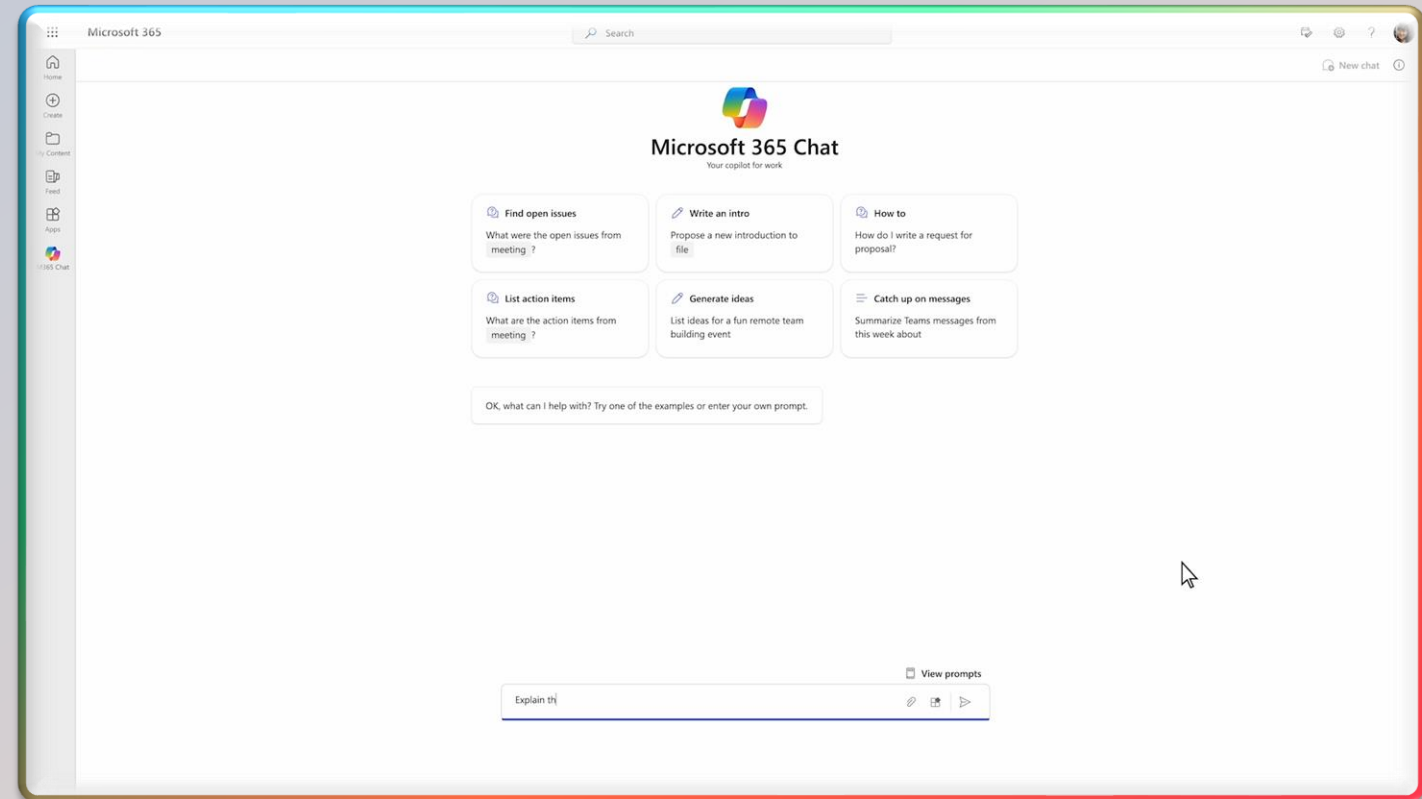 Microsoft 365
Search
?
Home
Create
My Content
Feed
Apps
M365 Chat
New chat
Microsoft 365 Chat
Your copilot for work
Find open issues
What were the open issues from
meeting ?
Write an intro
Propose a new introduction to
file
How to
How do I write a request for
proposal?
List action items
What are the action items from
meeting ?
Generate ideas
List ideas for a fun remote team
building event
Catch up on messages
Summarize Teams messages from
this week about
OK, what can I help with? Try one of the examples or enter your own prompt.
View prompts
Explain th